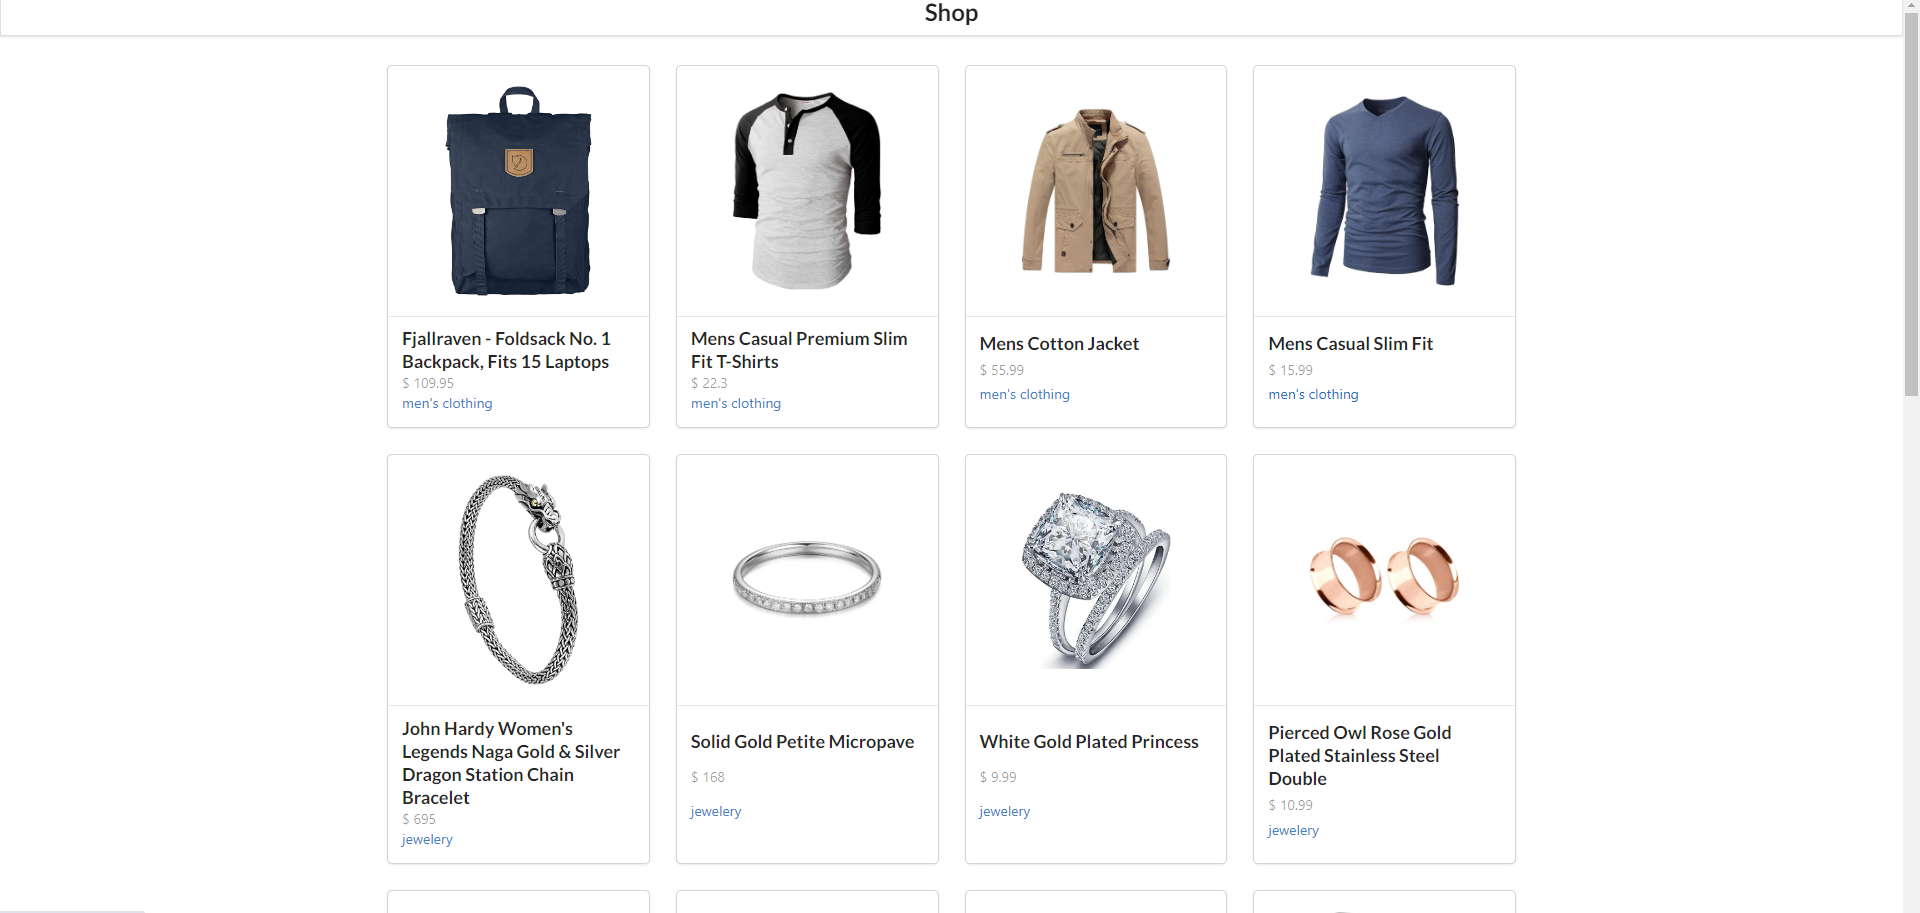 Shop
Fjallraven - Foldsack No. 1
Backpack, Fits 15 Laptops
$ 109.95
men's clothing
Mens Casual Premium Slim
Fit T-Shirts
$ 22.3
men's clothing
Mens Cotton Jacket
$ 55.99
men's clothing
Mens Casual Slim Fit
$ 15.99
men's clothing
John Hardy Women's
Legends Naga Gold & Silver
Dragon Station Chain
Bracelet
$ 695
jewelery
Solid Gold Petite Micropave
$ 168
jewelery
White Gold Plated Princess
$ 9.99
jewelery
Pierced Owl Rose Gold
Plated Stainless Steel
Double
$ 10.99
jewelery